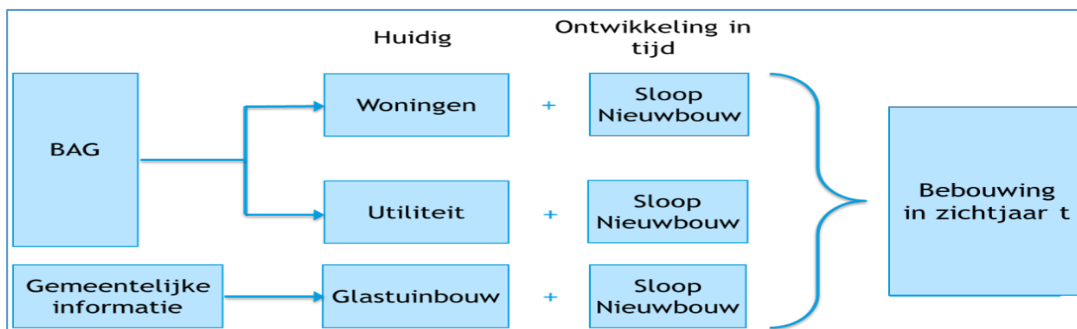 Huidig
Ontwikkeling in
tijd
BAG
Woningen
+
Sloop
Nieuwbouw
Utiliteit
+
Sloop
Nieuwbouw
Gemeentelijke
informatie
Glastuinbouw
+
Sloop
Nieuwbouw
Bebouwing
in zichtjaar t